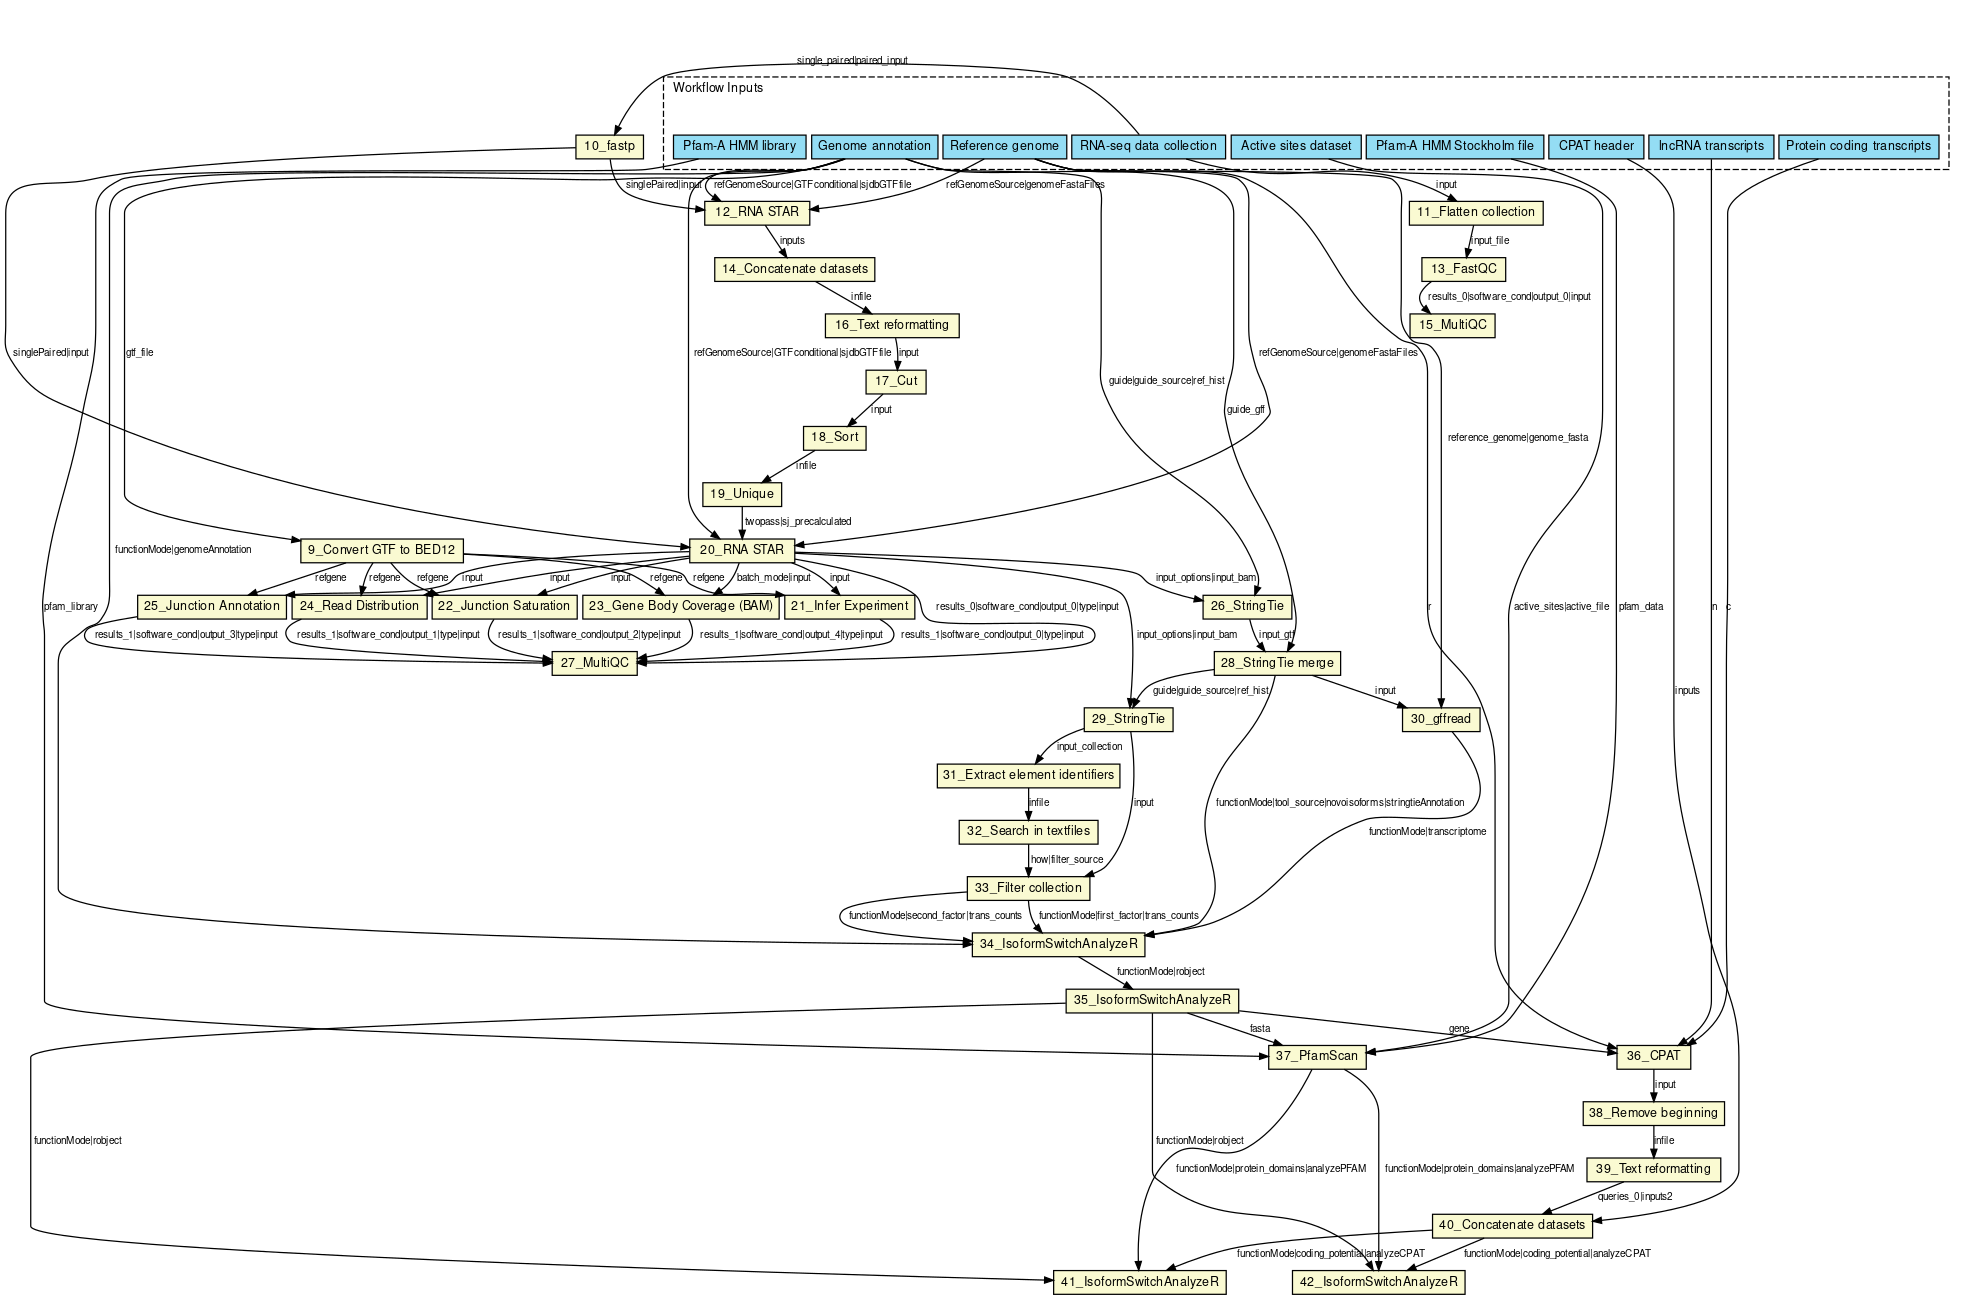 single_paired|paired_input
Workflow Inputs
10_fastp
Pfam-A HMM library
Genome annotation
Reference genome
RNA-seq data collection
Active sites dataset
Pfam-A HMM Stockholm file
CPAT header
lncRNA transcripts
Protein coding transcripts
singlePaired|input
refGenomeSource|GTFconditional|sjdbGTFfile
refGenomeSource|genomeFastaFiles
input
12_RNA STAR
11_Flatten collection
inputs
input_file
14_Concatenate datasets
13_FastQC
infile
results_0|software_cond|output_0|input
16_Text reformatting
15_MultiQC
singlePaired|input
gtf_file
refGenomeSource|GTFconditional|sjdbGTFfile
input
refGenomeSource|genomeFastaFiles
17_Cut
guide|guide_source|ref_hist
input
guide_gff
18_Sort
reference_genome|genome_fasta
infile
19_Unique
twopass|sj_precalculated
functionMode|genomeAnnotation
9_Convert GTF to BED12
20_RNA STAR
refgene
refgene
refgene
input
input
input
refgene
refgene
batch_mode|input
input
input_options|input_bam
25_Junction Annotation
24_Read Distribution
22_Junction Saturation
23_Gene Body Coverage (BAM)
21_Infer Experiment
results_0|software_cond|output_0|type|input
26_StringTie
pfam_library
r
active_sites|active_file
pfam_data
n
c
results_1|software_cond|output_3|type|input
results_1|software_cond|output_1|type|input
results_1|software_cond|output_2|type|input
results_1|software_cond|output_4|type|input
results_1|software_cond|output_0|type|input
input_options|input_bam
input_gtf
27_MultiQC
28_StringTie merge
guide|guide_source|ref_hist
input
inputs
29_StringTie
30_gffread
input_collection
31_Extract element identifiers
infile
input
functionMode|tool_source|novoisoforms|stringtieAnnotation
32_Search in textfiles
functionMode|transcriptome
how|filter_source
33_Filter collection
functionMode|second_factor|trans_counts
functionMode|first_factor|trans_counts
34_IsoformSwitchAnalyzeR
functionMode|robject
35_IsoformSwitchAnalyzeR
fasta
gene
37_PfamScan
36_CPAT
input
38_Remove beginning
functionMode|robject
functionMode|robject
infile
functionMode|protein_domains|analyzePFAM
functionMode|protein_domains|analyzePFAM
39_Text reformatting
queries_0|inputs2
40_Concatenate datasets
functionMode|coding_potential|analyzeCPAT
functionMode|coding_potential|analyzeCPAT
41_IsoformSwitchAnalyzeR
42_IsoformSwitchAnalyzeR